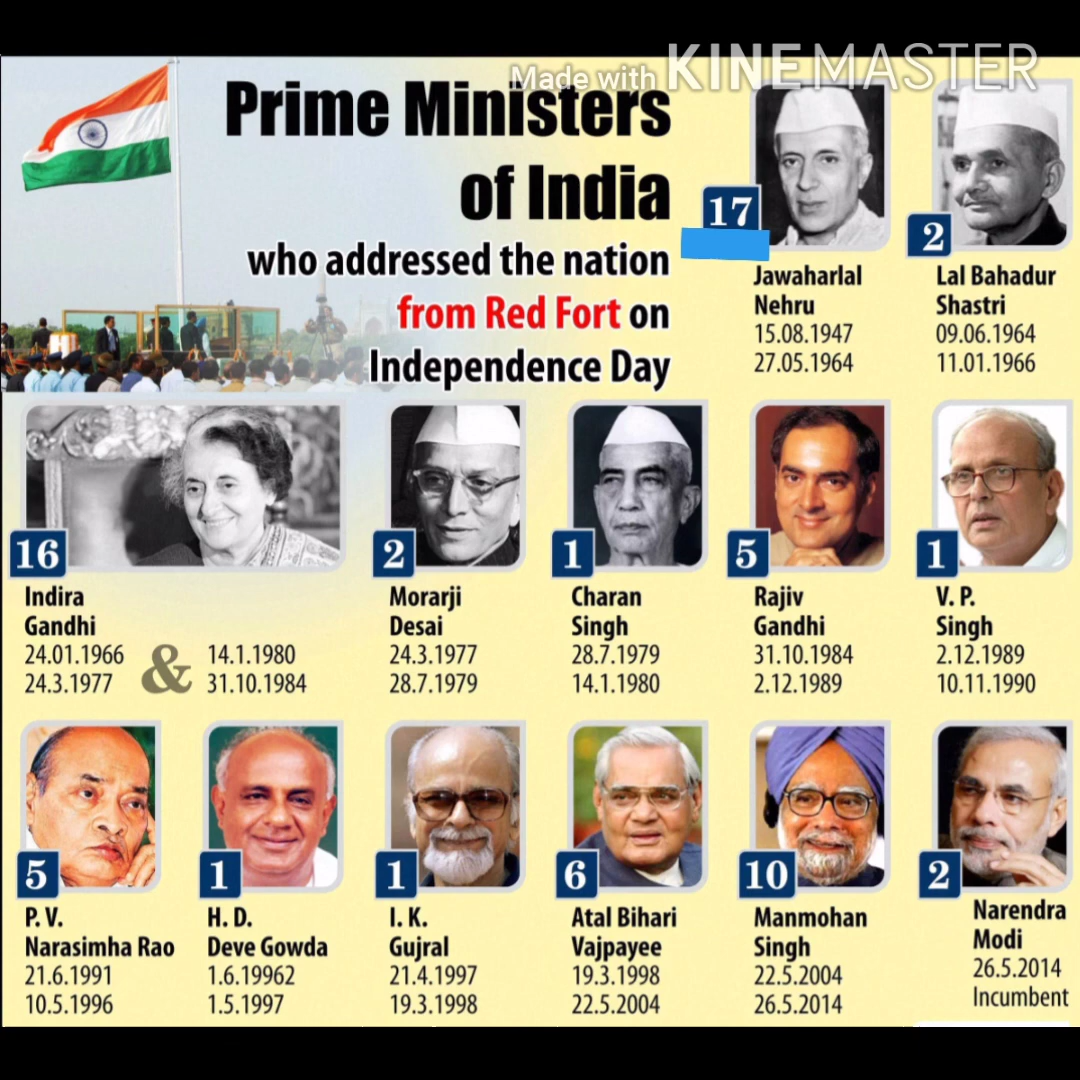 Made with KINEMASTER
Prime Ministers
of India
who addressed the nation
from Red Fort on
Independence Day
17
Jawaharlal
Nehru
15.08.1947
27.05.1964
2
Lal Bahadur
Shastri
09.06.1964
11.01.1966
16
Indira
Gandhi
24.01.1966
24.3.1977
&
14.1.1980
31.10.1984
2
Morarji
Desai
24.3.1977
28.7.1979
1
Charan
Singh
28.7.1979
14.1.1980
5
Rajiv
Gandhi
31.10.1984
2.12.1989
1
V. P.
Singh
2.12.1989
10.11.1990
5
P. V.
Narasimha Rao
21.6.1991
10.5.1996
1
H. D.
Deve Gowda
1.6.19962
1.5.1997
1
I. K.
Gujral
21.4.1997
19.3.1998
6
Atal Bihari
Vajpayee
19.3.1998
22.5.2004
10
Manmohan
Singh
22.5.2004
26.5.2014
2
Narendra
Modi
26.5.2014
Incumbent